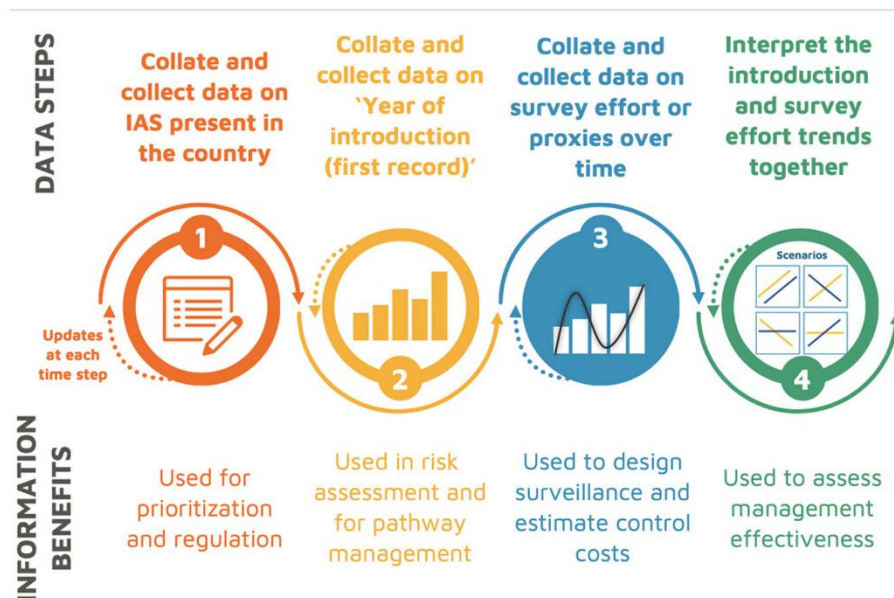 DATA STEPS
Collate and
collect data on
IAS present in
the country
Collate and
collect data on
‘Year of
introduction
(first record)’
Collate and
collect data on
survey effort or
proxies over
time
Interpret the
introduction
and survey
effort trends
together
1
2
3
Scenarios
4
Updates
at each
time step
INFORMATION
BENEFITS
Used for
prioritization
and regulation
Used in risk
assessment and
for pathway
management
Used to design
surveillance and
estimate control
costs
Used to assess
management
effectiveness